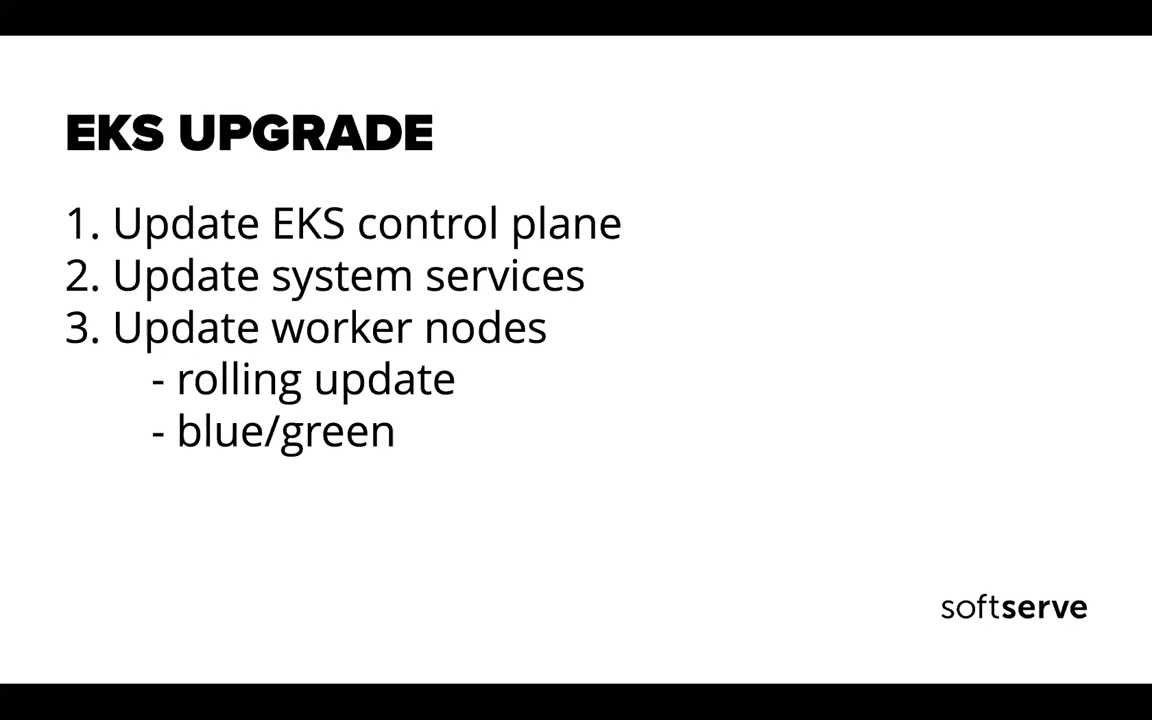 EKS UPGRADE
1. Update EKS control plane
2. Update system services
3. Update worker nodes
- rolling update
- blue/green
softserve